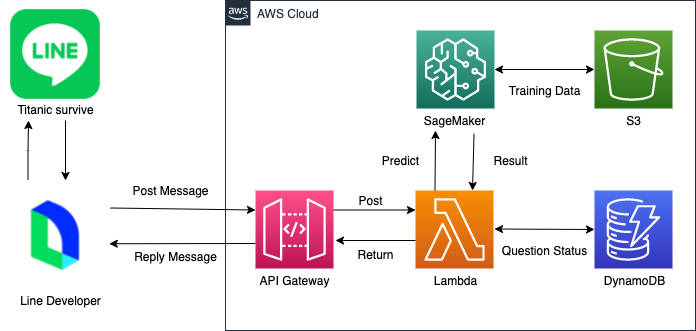 aws
AWS Cloud
LINE
Titanic survive
SageMaker
Training Data
S3
Predict
Result
Post Message
Post
Reply Message
Return
Question Status
Line Developer
API Gateway
Lambda
DynamoDB